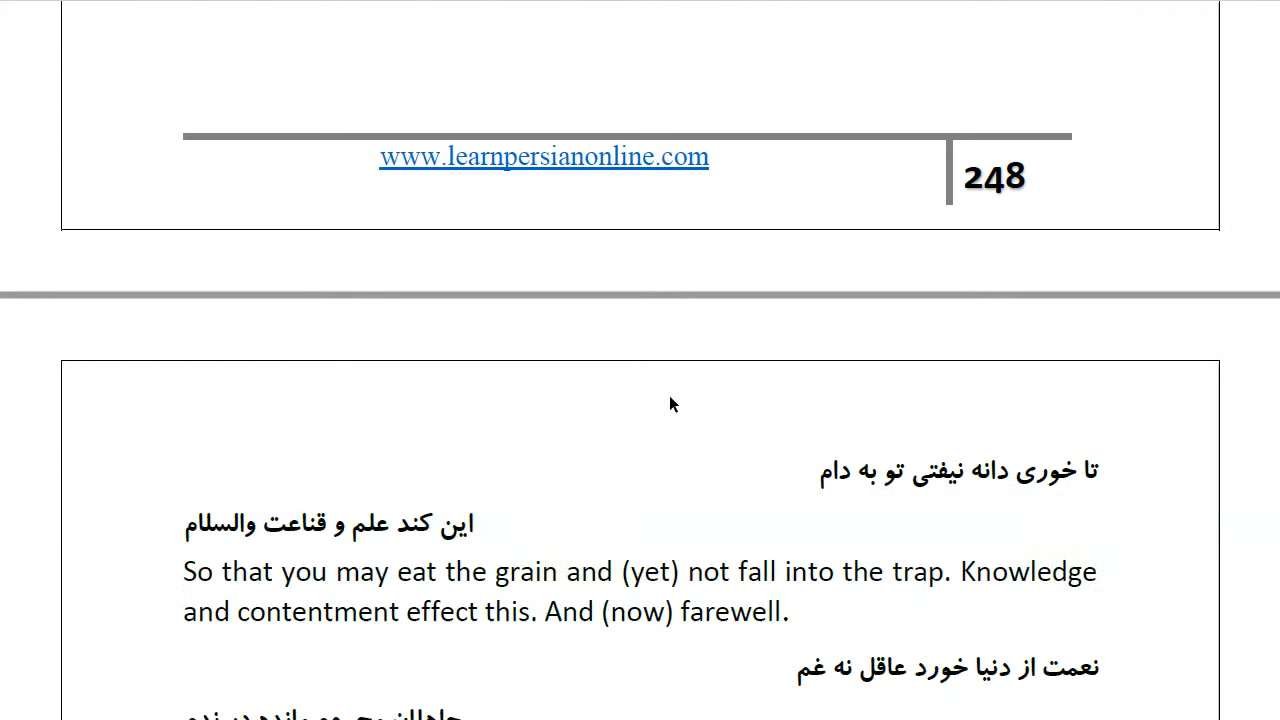 www.learnpersianonline.com
248
تا خوری دانه نیفتی تو به دام
این کند علم و قناعت والسلام
So that you may eat the grain and (yet) not fall into the trap. Knowledge
and contentment effect this. And (now) farewell.
نعمت از دنیا خورد عاقل نه غم